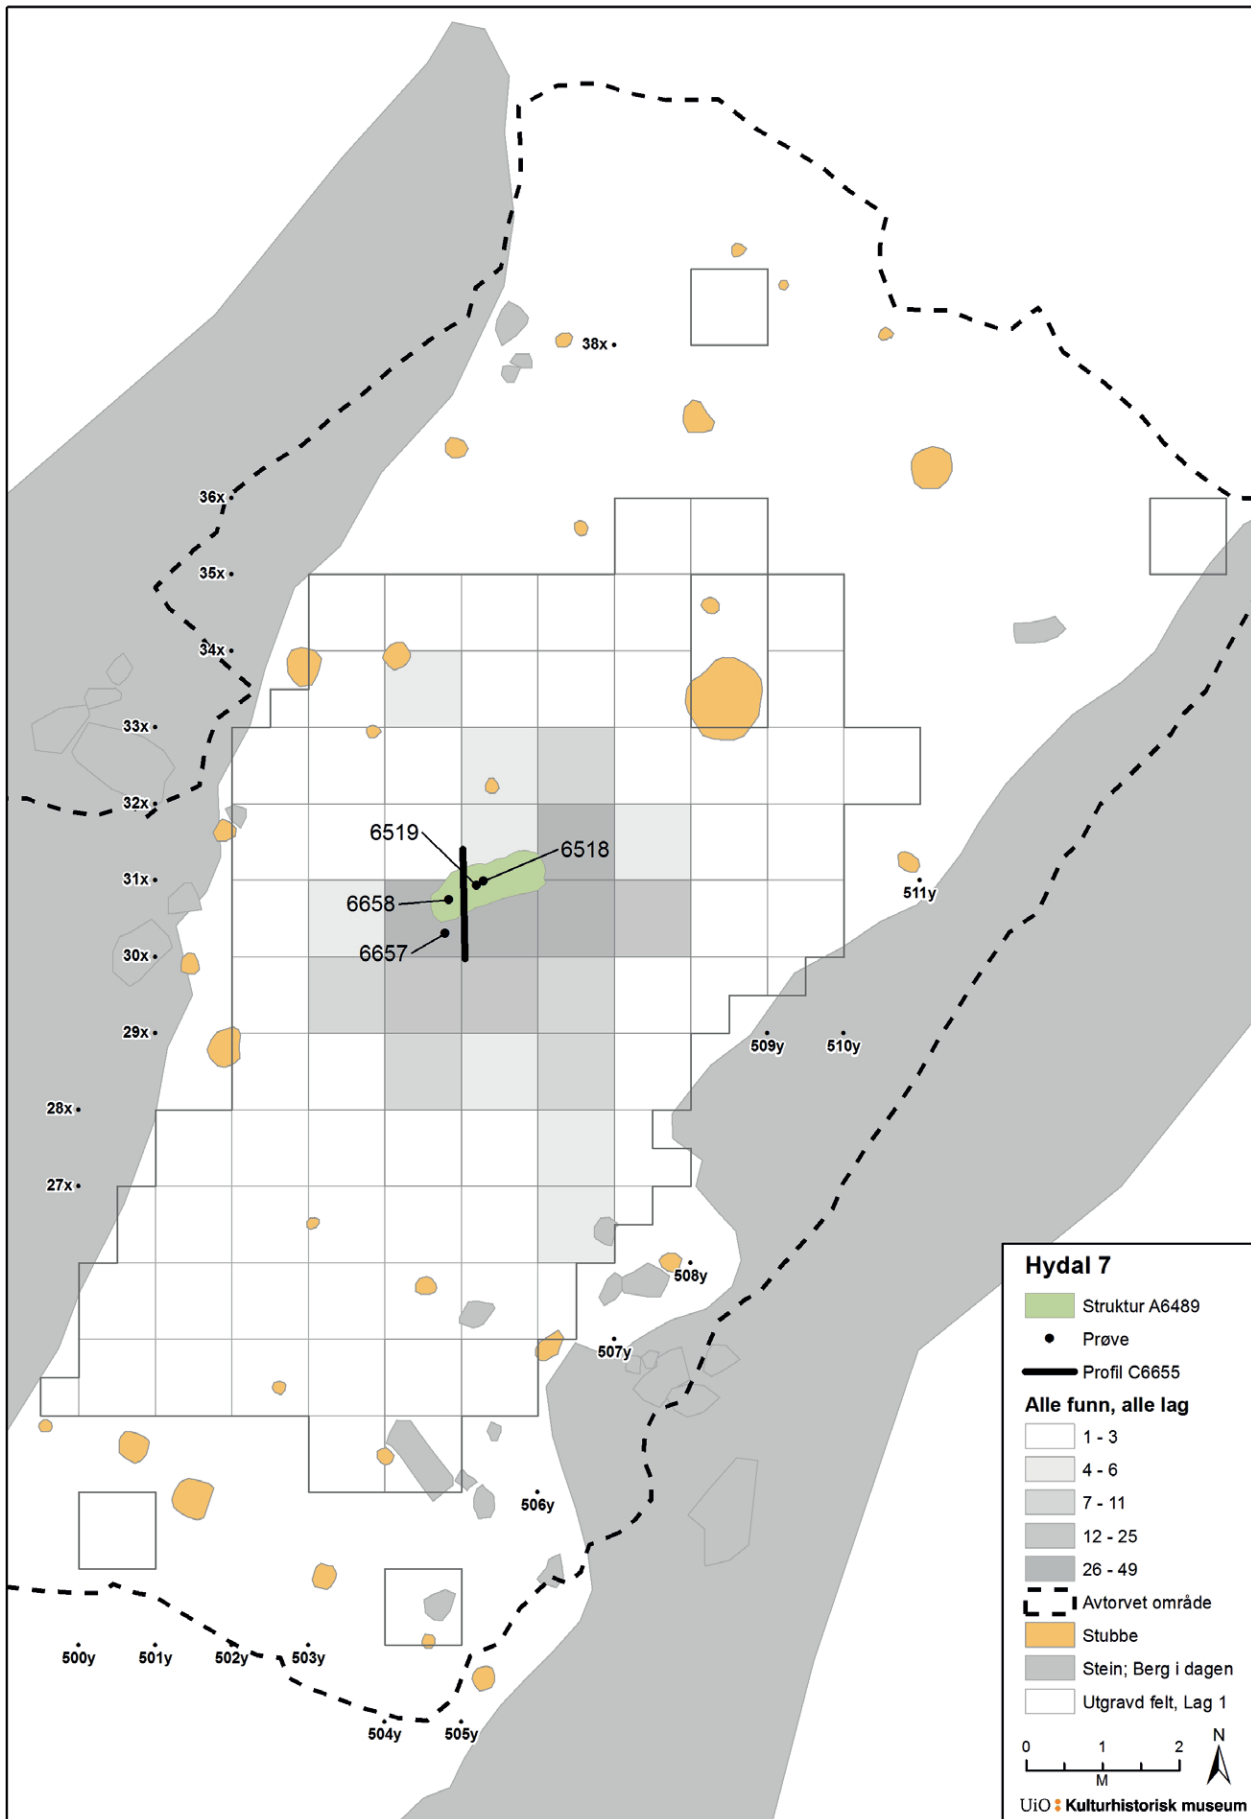 38x
36x
35x
34x
33x
32x
6519
6518
31x
511y
6658
6657
30x
29x
509y
510y
28x
27x
508y
507y
506y
500y
501y
502y
503y
504y
505y
Hydal 7
Struktur A6489
Prøve
Profil C6655
Alle funn, alle lag
1 - 3
4 - 6
7 - 11
12 - 25
26 - 49
Avtorvet område
Stubbe
Stein; Berg i dagen
Utgravd felt, Lag 1
0 1 2
M
N
UiO : Kulturhistorisk museum